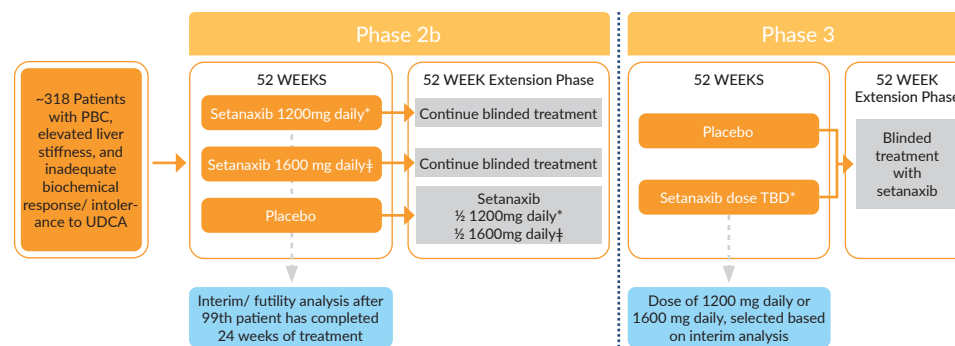 Phase 2b
Phase 3
~318 Patients
with PBC,
elevated liver
stiffness, and
inadequate
biochemical
response/ intoler-
ance to UDCA
52 WEEKS
Setanaxib 1200mg daily*
Setanaxib 1600 mg daily‡
Placebo
52 WEEK Extension Phase
Continue blinded treatment
Continue blinded treatment
Setanaxib
½ 1200mg daily*
½ 1600mg daily‡
Interim/ futility analysis after
99th patient has completed
24 weeks of treatment
52 WEEKS
Placebo
Setanaxib dose TBD*
52 WEEK
Extension Phase
Blinded
treatment
with
setanaxib
Dose of 1200 mg daily or
1600 mg daily, selected based
on interim analysis